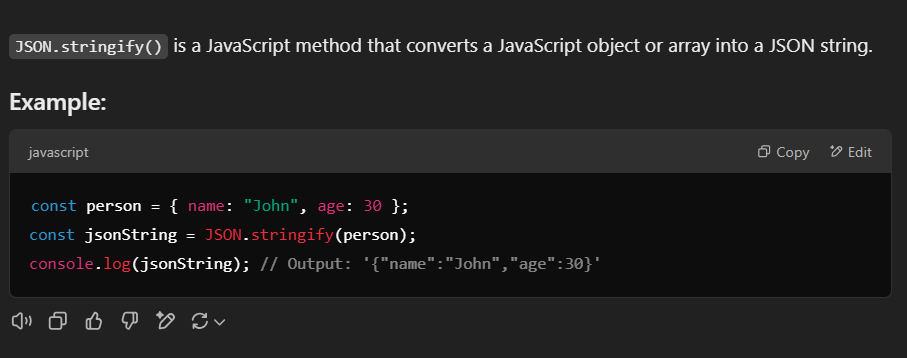 JSON.stringify() is a JavaScript method that converts a JavaScript object or array into a JSON string.
Example:
javascript
Copy
Edit
const person = { name: "John", age: 30 };
const jsonString = JSON.stringify(person);
console.log(jsonString); // Output: '{"name":"John","age":30}'